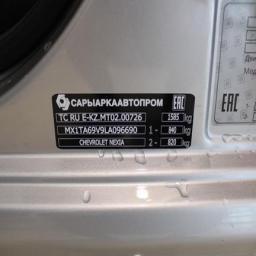 САРЫАРКААВТОПРОМ EAC
TC RU E-KZ.MT02.00726 1585 kg
MX1TA69V9LA096690 1 - 840 kg
CHEVROLET NEXIA 2 - 820 kg
EAC